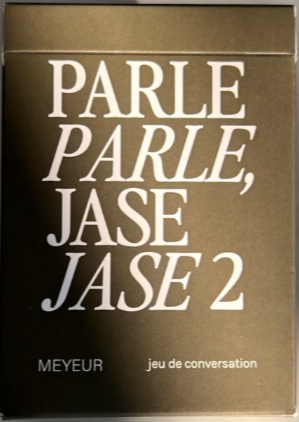 PARLE
PARLE,
JASE
JASE 2
MEYEUR jeu de conversation